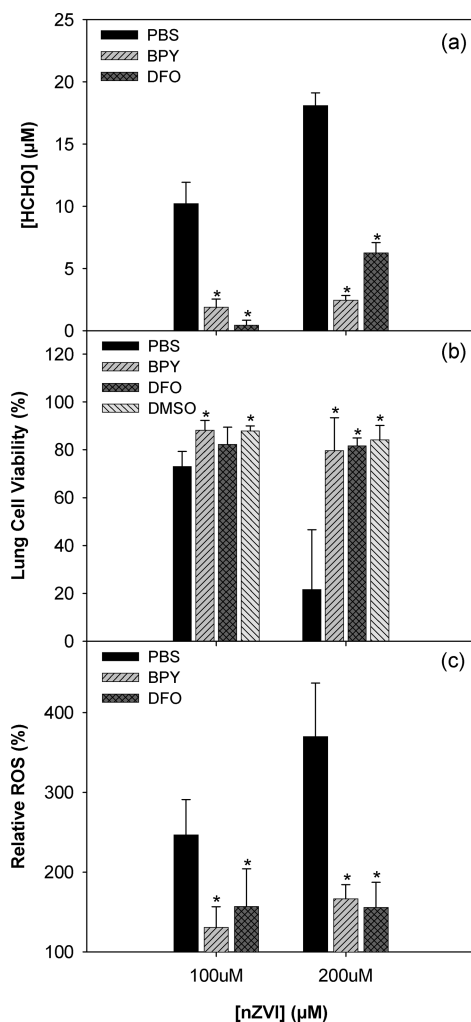 25
20
15
10
5
0
[HCHO] (µM)
PBS
BPY
DFO
(a)
*
*
*
*
120
100
80
60
40
20
0
Lung Cell Viability (%)
PBS
BPY
DFO
DMSO
(b)
*
*
*
*
*
400
300
200
100
Relative ROS (%)
PBS
BPY
DFO
(c)
*
*
*
*
100uM
200uM
[nZVI] (µM)